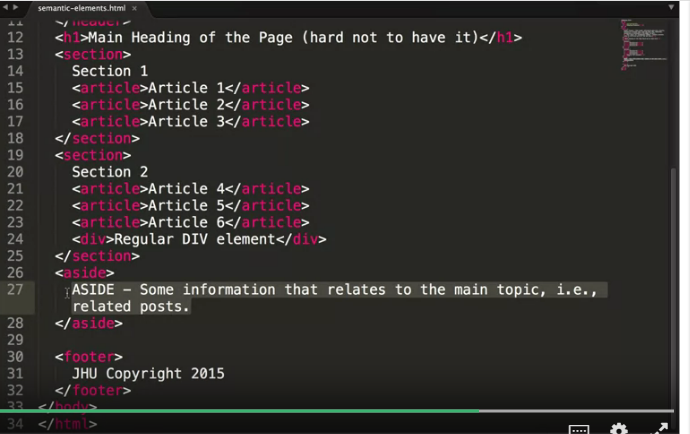 semantic-elements.html ×
11 </header>
12 <h1>Main Heading of the Page (hard not to have it)</h1>
13 <section>
14 Section 1
15 <article>Article 1</article>
16 <article>Article 2</article>
17 <article>Article 3</article>
18 </section>
19 <section>
20 Section 2
21 <article>Article 4</article>
22 <article>Article 5</article>
23 <article>Article 6</article>
24 <div>Regular DIV element</div>
25 </section>
26 <aside>
27 ASIDE – Some information that relates to the main topic, i.e.,
related posts.
28 </aside>
29
30 <footer>
31 JHU Copyright 2015
32 </footer>
33 </body>
34 </html>